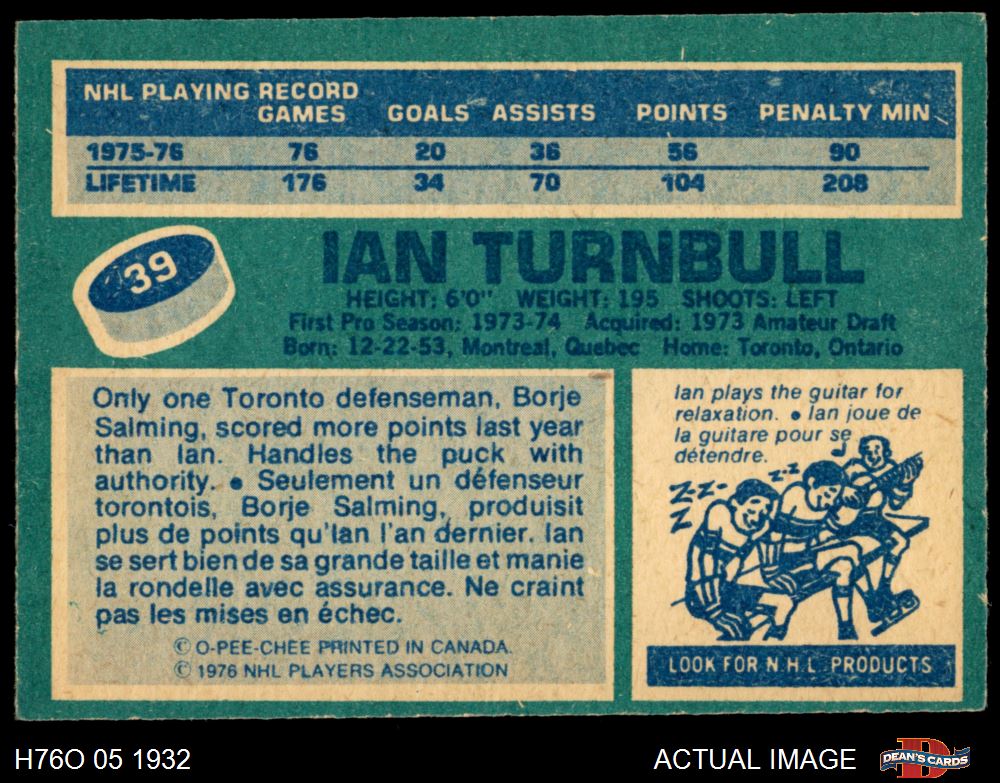 NHL PLAYING RECORD
GAMES GOALS ASSISTS POINTS PENALTY MIN
1975-76 76 20 36 56 90
LIFETIME 176 34 70 104 208
39
IAN TURNBULL
HEIGHT: 6'0" WEIGHT: 195 SHOOTS: LEFT
First Pro Season: 1973-74 Acquired: 1973 Amateur Draft
Born: 12-22-53, Montreal, Quebec Home: Toronto, Ontario
Only one Toronto defenseman, Borje
Salming, scored more points last year
than Ian. Handles the puck with
authority. • Seulement un défenseur
torontois, Borje Salming, produisit
plus de points qu'Ian l'an dernier. Ian
se sert bien de sa grande taille et manie
la rondelle avec assurance. Ne craint
pas les mises en échec.
© O-PEE-CHEE PRINTED IN CANADA.
© 1976 NHL PLAYERS ASSOCIATION
Ian plays the guitar for
relaxation. • Ian joue de
la guitare pour se
détendre.
z-z
Z-Z-
Z
Z
LOOK FOR N.H.L. PRODUCTS
H76O 05 1932
ACTUAL IMAGE
D
DEAN'S CARDS